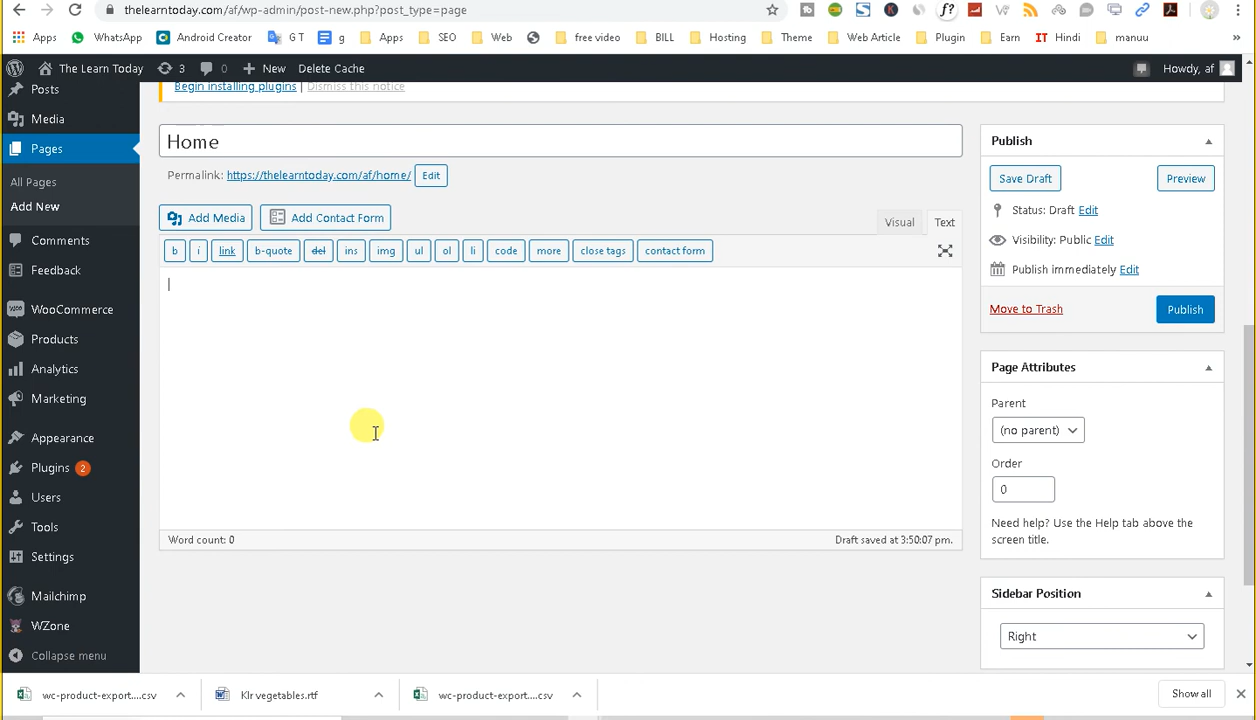 thelearntoday.com/af/wp-admin/post-new.php?post_type=page
Apps WhatsApp Android Creator G T g Apps SEO Web free video BILL Hosting Theme Web Article Plugin Earn IT Hindi manuu »
The Learn Today 3 0 New Delete Cache Howdy, af
Begin installing plugins | Dismiss this notice
Posts
Media
Pages
All Pages
Add New
Comments
Feedback
WooCommerce
Products
Analytics
Marketing
Appearance
Plugins 2
Users
Tools
Settings
Mailchimp
WZone
Collapse menu
Home
Permalink: https://thelearntoday.com/af/home/ Edit
Add Media Add Contact Form
Visual Text
b i link b-quote del ins img ul ol li code more close tags contact form
Word count: 0 Draft saved at 3:50:07 pm.
Publish
Save Draft Preview
Status: Draft Edit
Visibility: Public Edit
Publish immediately Edit
Move to Trash Publish
Page Attributes
Parent
(no parent)
Order
0
Need help? Use the Help tab above the
screen title.
Sidebar Position
Right
wc-product-export....csv Klr vegetables.rtf wc-product-export....csv Show all